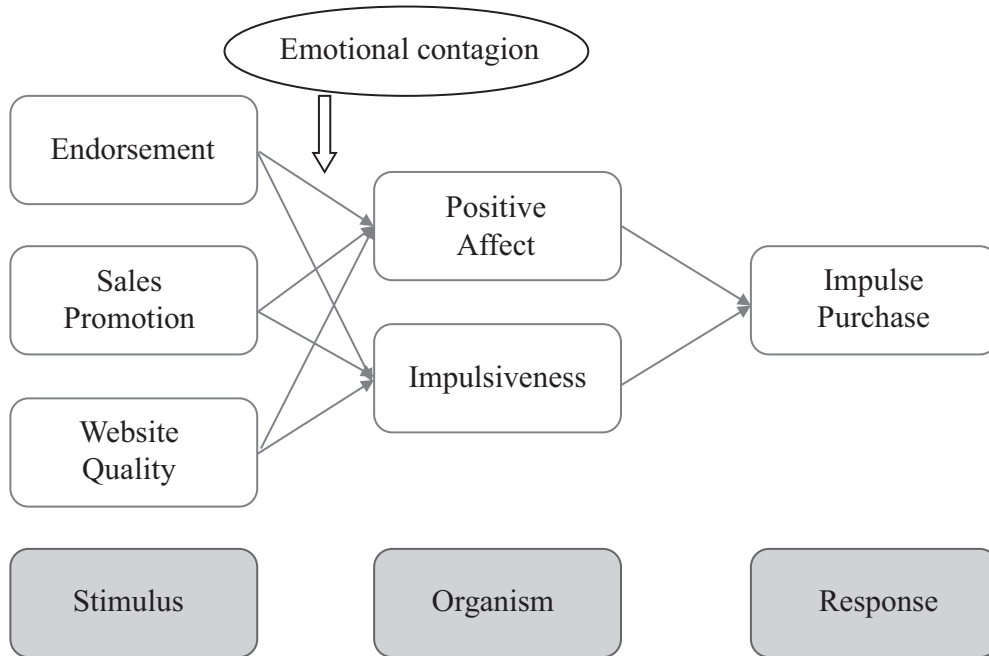 Emotional contagion
Endorsement
Positive
Affect
Sales
Promotion
Impulse
Purchase
Impulsiveness
Website
Quality
Stimulus
Organism
Response